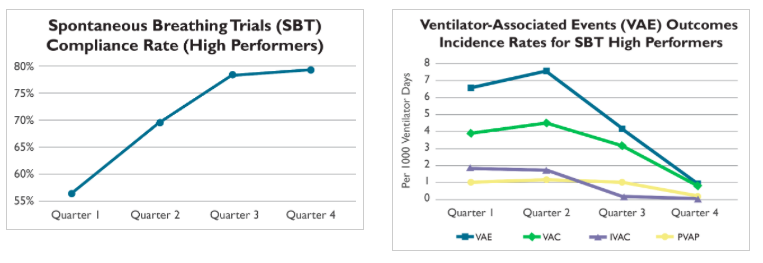 Spontaneous Breathing Trials (SBT)
Compliance Rate (High Performers)
80%
75%
70%
65%
60%
55%
Quarter 1 Quarter 2 Quarter 3 Quarter 4
Ventilator-Associated Events (VAE) Outcomes
Incidence Rates for SBT High Performers
Per 1000 Ventilator Days
8
7
6
5
4
3
2
1
0
Quarter 1 Quarter 2 Quarter 3 Quarter 4
VAE VAC IVAC PVAP